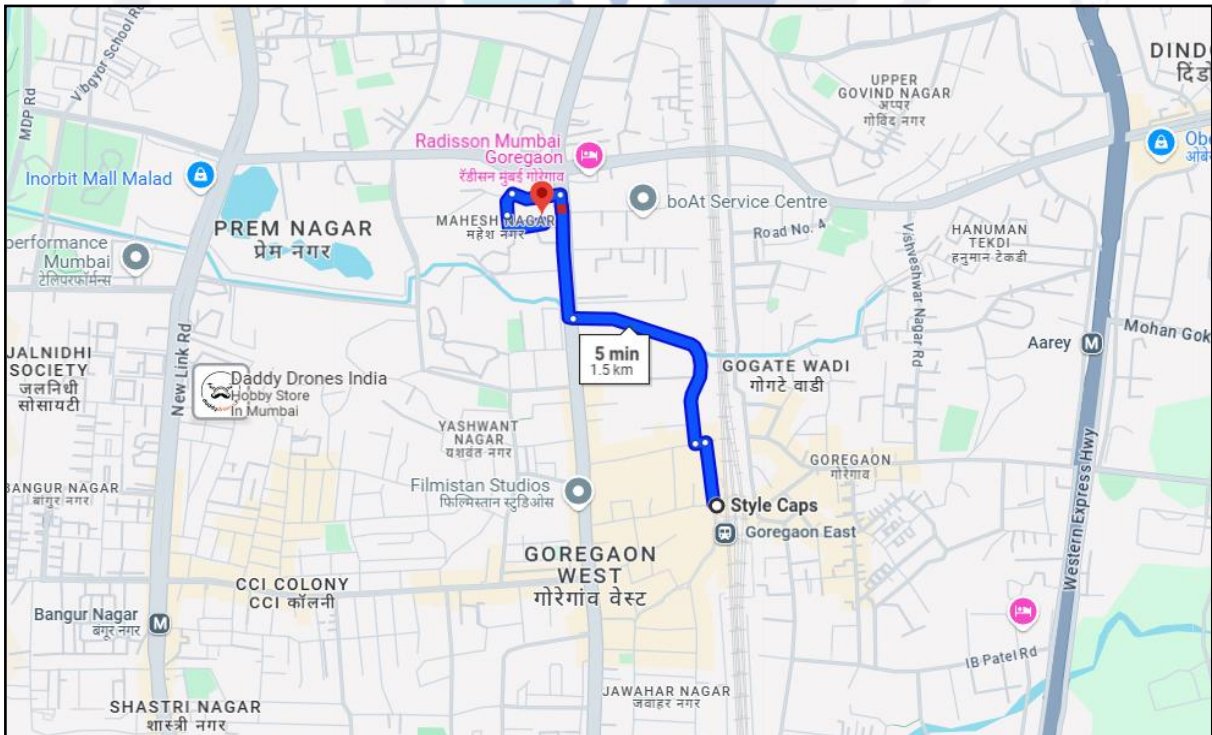 Vibgyor School Rd
MDP Rd
UPPER
GOVIND NAGAR
अप्पर
गोविंद नगर
Radisson Mumbai
Goregaon
रॅडीसन मुंबई गोरेगाव
Inorbit Mall Malad
boAt Service Centre
PREM NAGAR
प्रेम नगर
MAHESH NAGAR
महेश नगर
Road No. 4
HANUMAN
TEKDI
हनुमान टेकडी
Vishveshwar Nagar Rd
performance
Mumbai
टेलिपरफॉर्मन्स
Mohan Gok
Aarey
5 min
1.5 km
GOGATE WADI
गोगटे वाडी
JALNIDHI
SOCIETY
जलनिधी
सोसायटी
New Link Rd
Daddy Drones India
Hobby Store
In Mumbai
YASHWANT
NAGAR
यशवंत नगर
GOREGAON
गोरेगाव
Western Express Hwy
BANGUR NAGAR
बांगुर नगर
Filmistan Studios
फिल्मिस्तान स्टुडिओस
Style Caps
Goregaon East
GOREGAON
WEST
गोरेगांव वेस्ट
CCI COLONY
CCI कॉलनी
Bangur Nagar
बांगूर नगर
IB Patel Rd
JAWAHAR NAGAR
जवाहर नगर
SHASTRI NAGAR
शास्त्री नगर